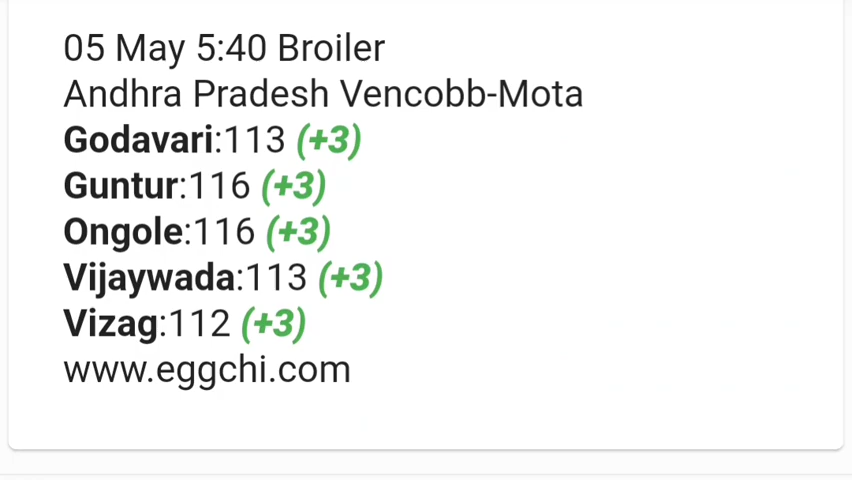 05 May 5:40 Broiler
Andhra Pradesh Vencobb-Mota
Godavari:113 (+3)
Guntur:116 (+3)
Ongole:116 (+3)
Vijaywada:113 (+3)
Vizag:112 (+3)
www.eggchi.com